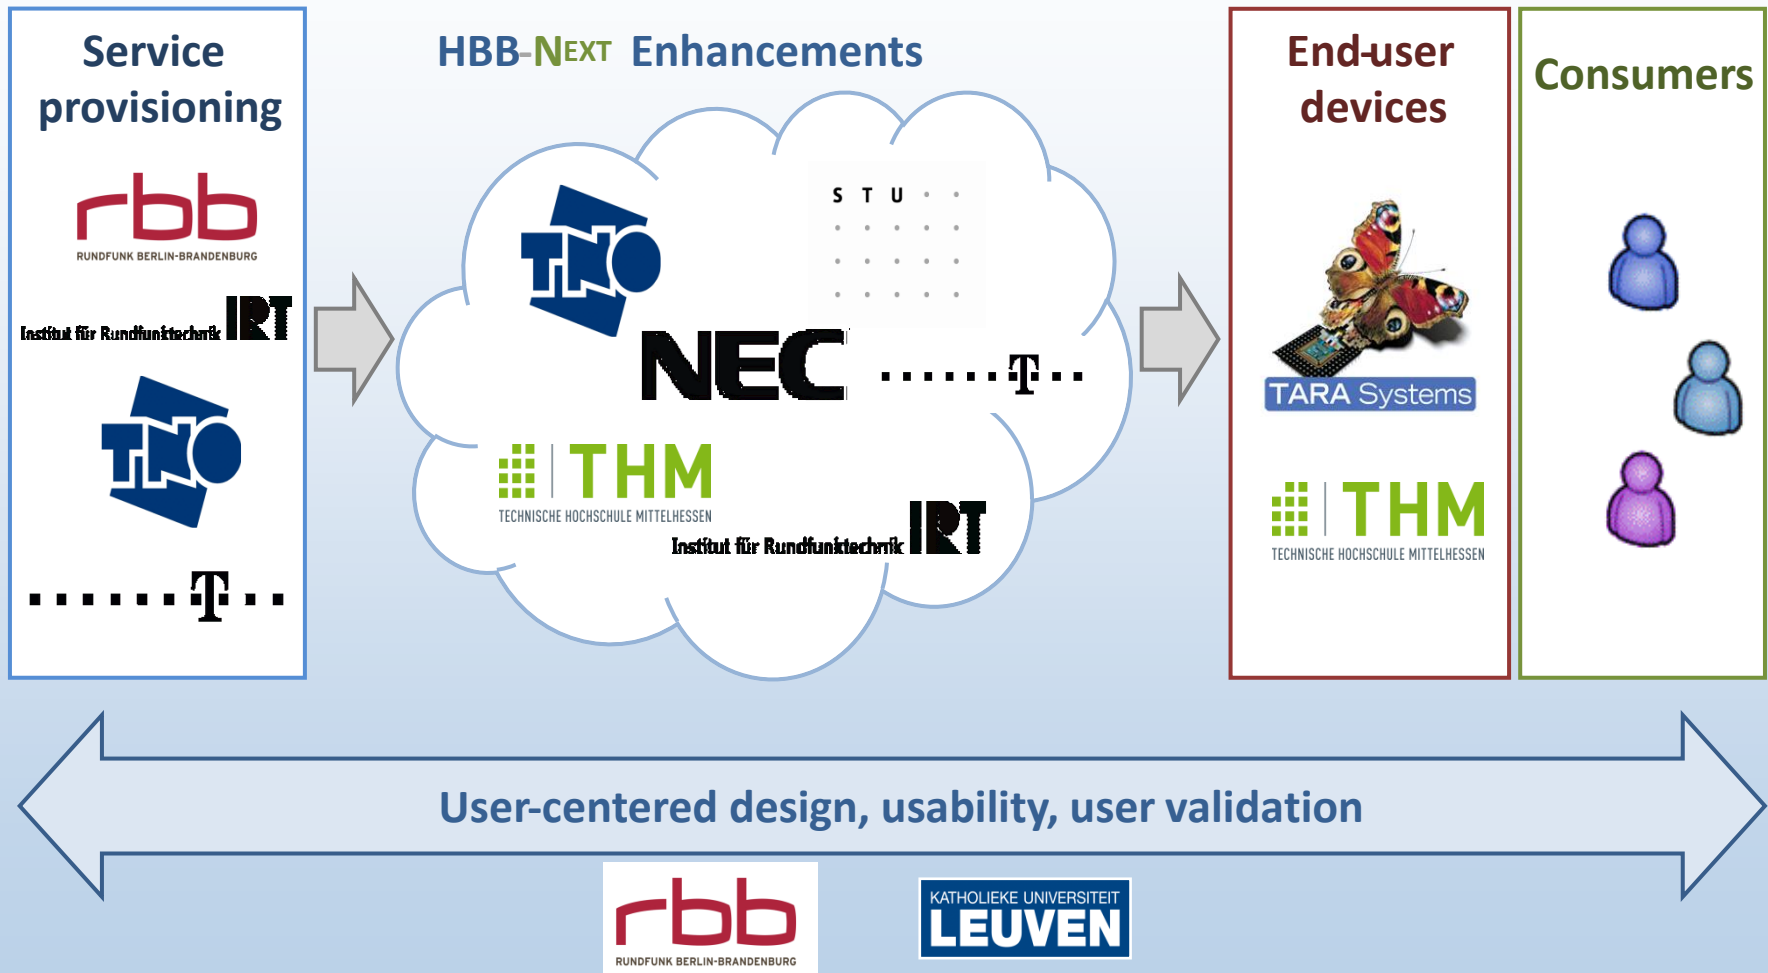 Service
provisioning
rbb
RUNDFUNK BERLIN-BRANDENBURG
Institut für Rundfunktechnik IRT
TNO
T
HBB-NEXT Enhancements
TNO
S T U
NEC
T
THM
TECHNISCHE HOCHSCHULE MITTELHESSEN
Institut für Rundfunktechnik IRT
End-user
devices
TARA Systems
THM
TECHNISCHE HOCHSCHULE MITTELHESSEN
Consumers
User-centered design, usability, user validation
rbb
RUNDFUNK BERLIN-BRANDENBURG
KATHOLIEKE UNIVERSITEIT
LEUVEN